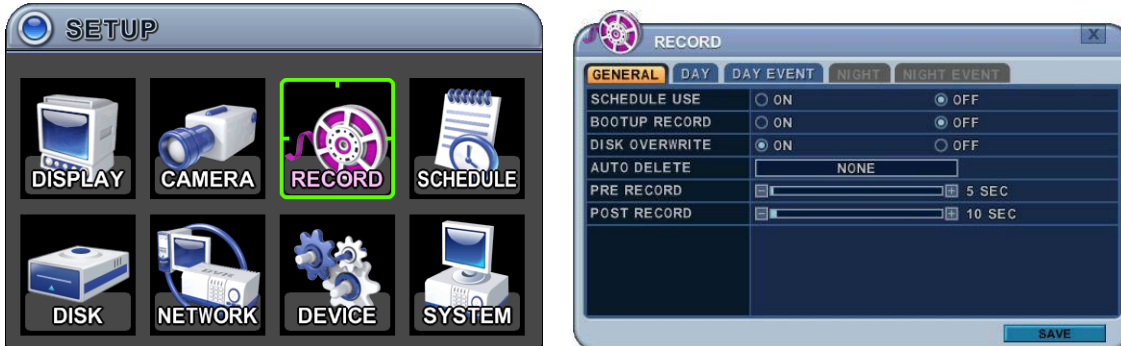 SETUP
DISPLAY CAMERA RECORD SCHEDULE
DISK NETWORK DEVICE SYSTEM
RECORD X
GENERAL DAY DAY EVENT NIGHT NIGHT EVENT
SCHEDULE USE ON OFF
BOOTUP RECORD ON OFF
DISK OVERWRITE ON OFF
AUTO DELETE NONE
PRE RECORD 5 SEC
POST RECORD 10 SEC
SAVE